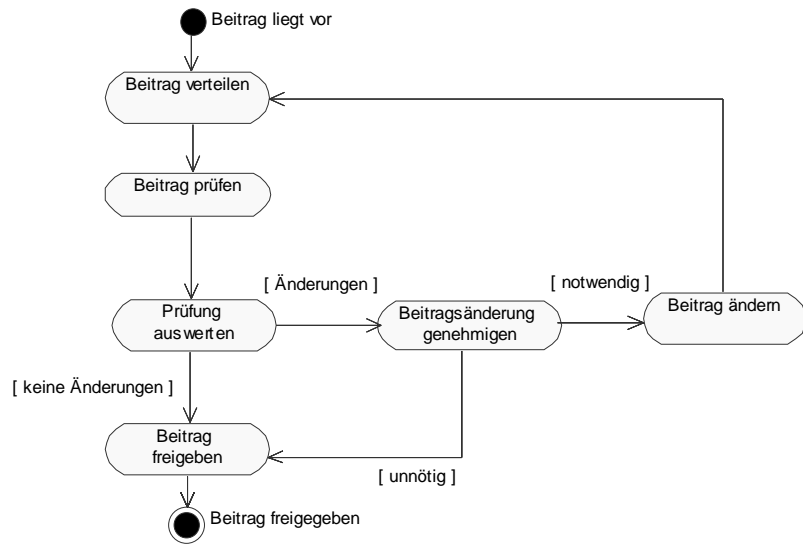 Beitrag liegt vor
Beitrag verteilen
Beitrag prüfen
[ Änderungen ]
[ notwendig ]
Prüfung
auswerten
Beitragsänderung
genehmigen
Beitrag ändern
[ keine Änderungen ]
Beitrag
freigeben
[ unnötig ]
Beitrag freigegeben